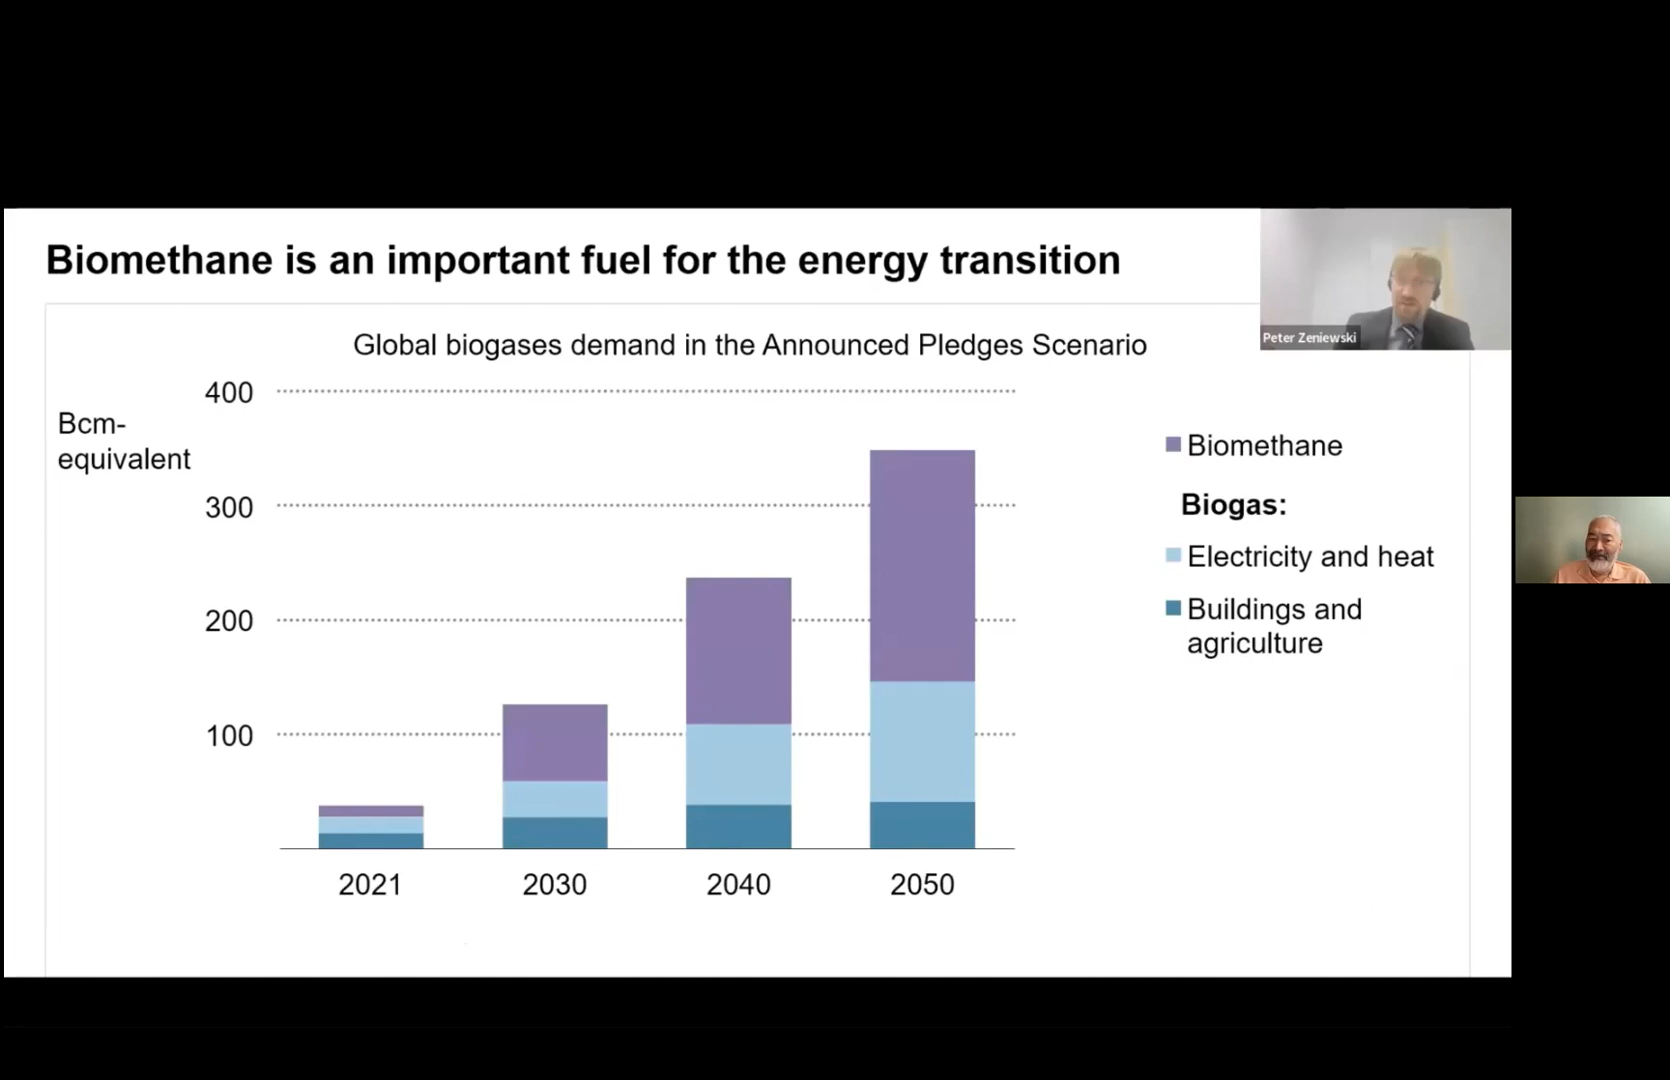 Biomethane is an important fuel for the energy transition
Peter Zeniewski
Global biogases demand in the Announced Pledges Scenario
Bcm-
equivalent
400
300
200
100
2021
2030
2040
2050
Biomethane
Biogas:
Electricity and heat
Buildings and
agriculture